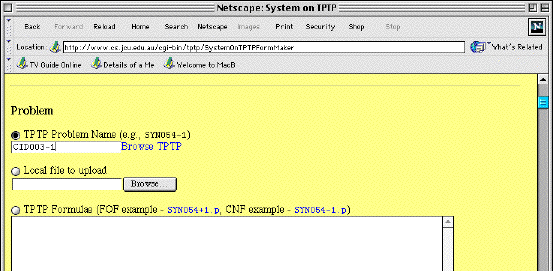 Netscape: System on TPTP
Back Forward Reload Home Search Netscape Images Print Security Shop Stop
Location: http://www.cs.jcu.edu.au/cgi-bin/tptp/SystemOnTPTPFormMaker What's Related
TV Guide Online Details of a Me Welcome to MacB
Problem
TPTP Problem Name (e.g., SYN054-1)
CID003-1 Browse TPTP
Local file to upload
Browse...
TPTP Formulae (FOF example - SYN054+1.p, CNF example - SYN054-1.p)